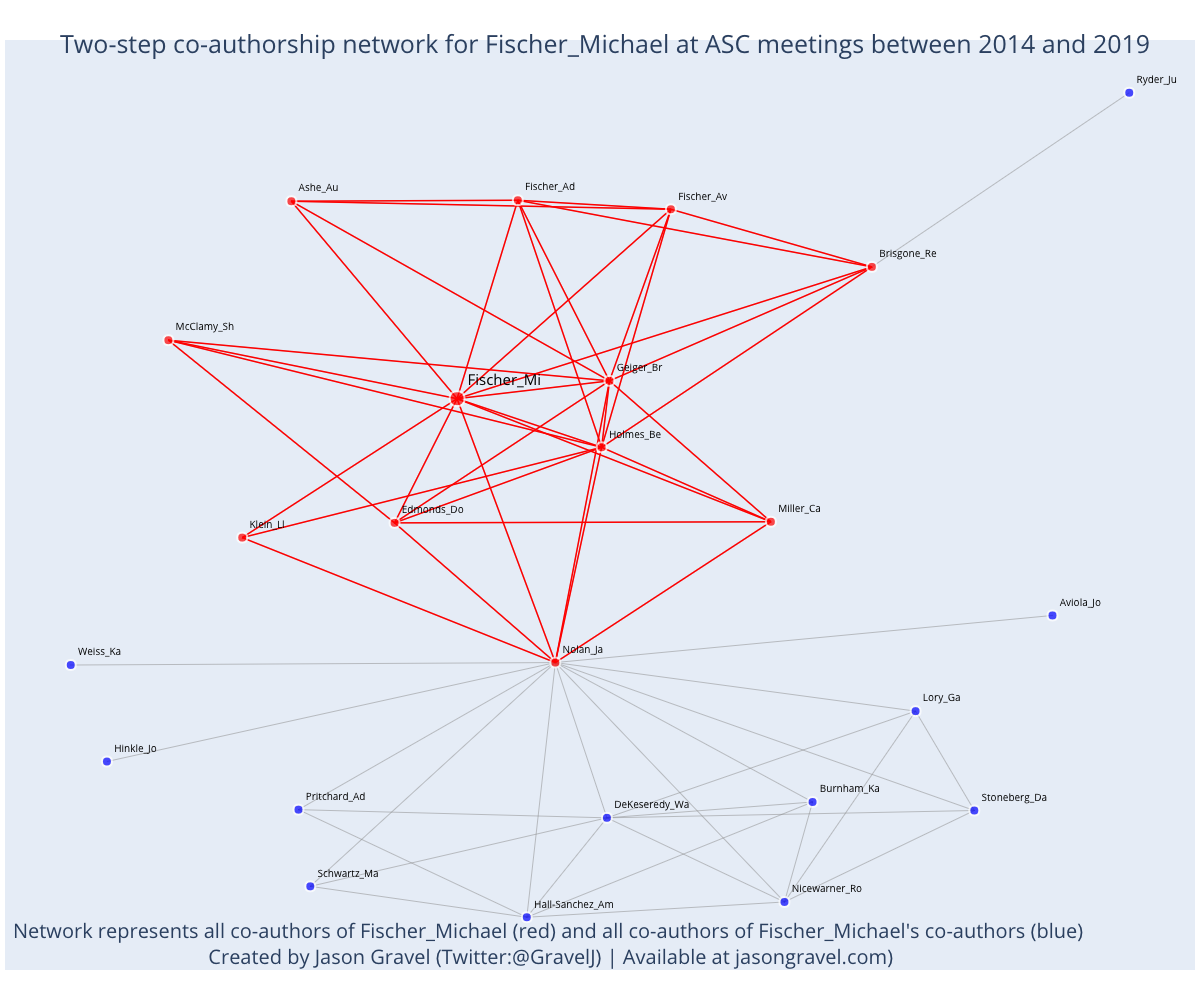 Two-step co-authorship network for Fischer_Michael at ASC meetings between 2014 and 2019
Ryder_Ju
Ashe_Au
Fischer_Ad
Fischer_Av
Brisgone_Re
McClamy_Sh
Geiger_Br
Fischer_Mi
Holmes_Be
Edmonds_Do
Miller_Ca
Klein_Li
Aviola_Jo
Nolan_Ja
Weiss_Ka
Lory_Ga
Hinkle_Jo
Burnham_Ka
Pritchard_Ad
DeKeseredy_Wa
Stoneberg_Da
Schwartz_Ma
Nicewarner_Ro
Hall-Sanchez_Am
Network represents all co-authors of Fischer_Michael (red) and all co-authors of Fischer_Michael's co-authors (blue)
Created by Jason Gravel (Twitter:@GravelJ) | Available at jasongravel.com)